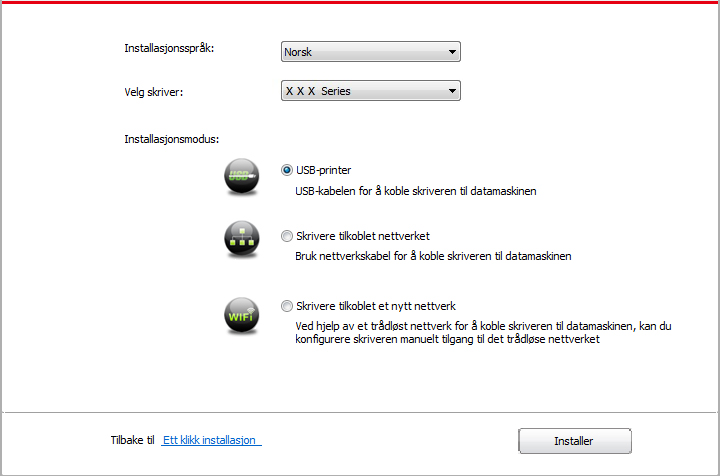 Installasjonsspråk:
Norsk
Velg skriver:
X X X Series
Installasjonsmodus:
USB
USB-printer
USB-kabelen for å koble skriveren til datamaskinen
Skrivere tilkoblet nettverket
Bruk nettverkskabel for å koble skriveren til datamaskinen
WIFI
Skrivere tilkoblet et nytt nettverk
Ved hjelp av et trådløst nettverk for å koble skriveren til datamaskinen, kan du
konfigurere skriveren manuelt tilgang til det trådløse nettverket
Tilbake til Ett klikk installasjon
Installer